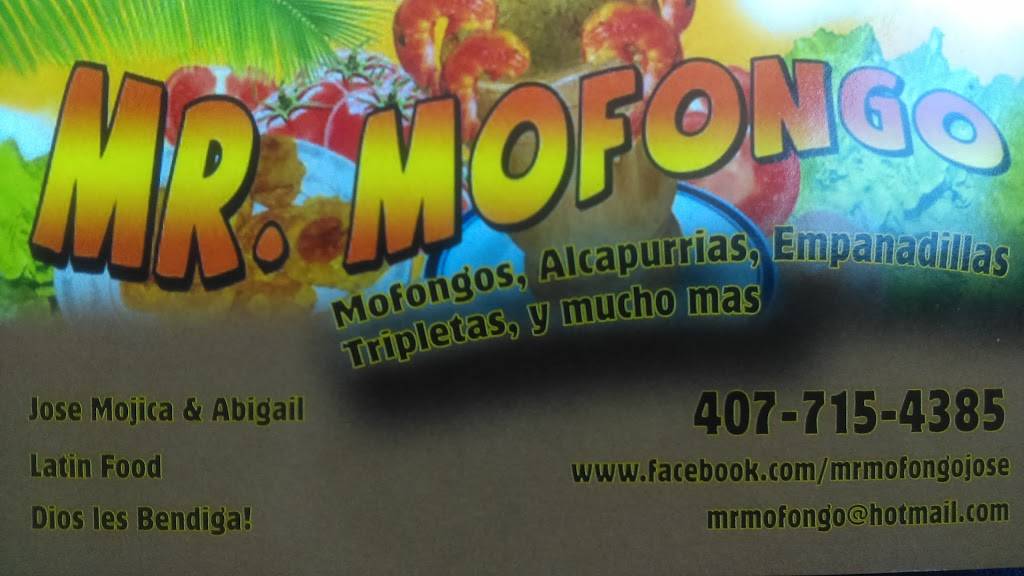 MR. MOFONGO
Mofongos, Alcapurrias, Empanadillas
Tripletas, y mucho mas
Jose Mojica & Abigail
Latin Food
Dios les Bendiga!
407-715-4385
www.facebook.com/mrmofongojose
mrmofongo@hotmail.com